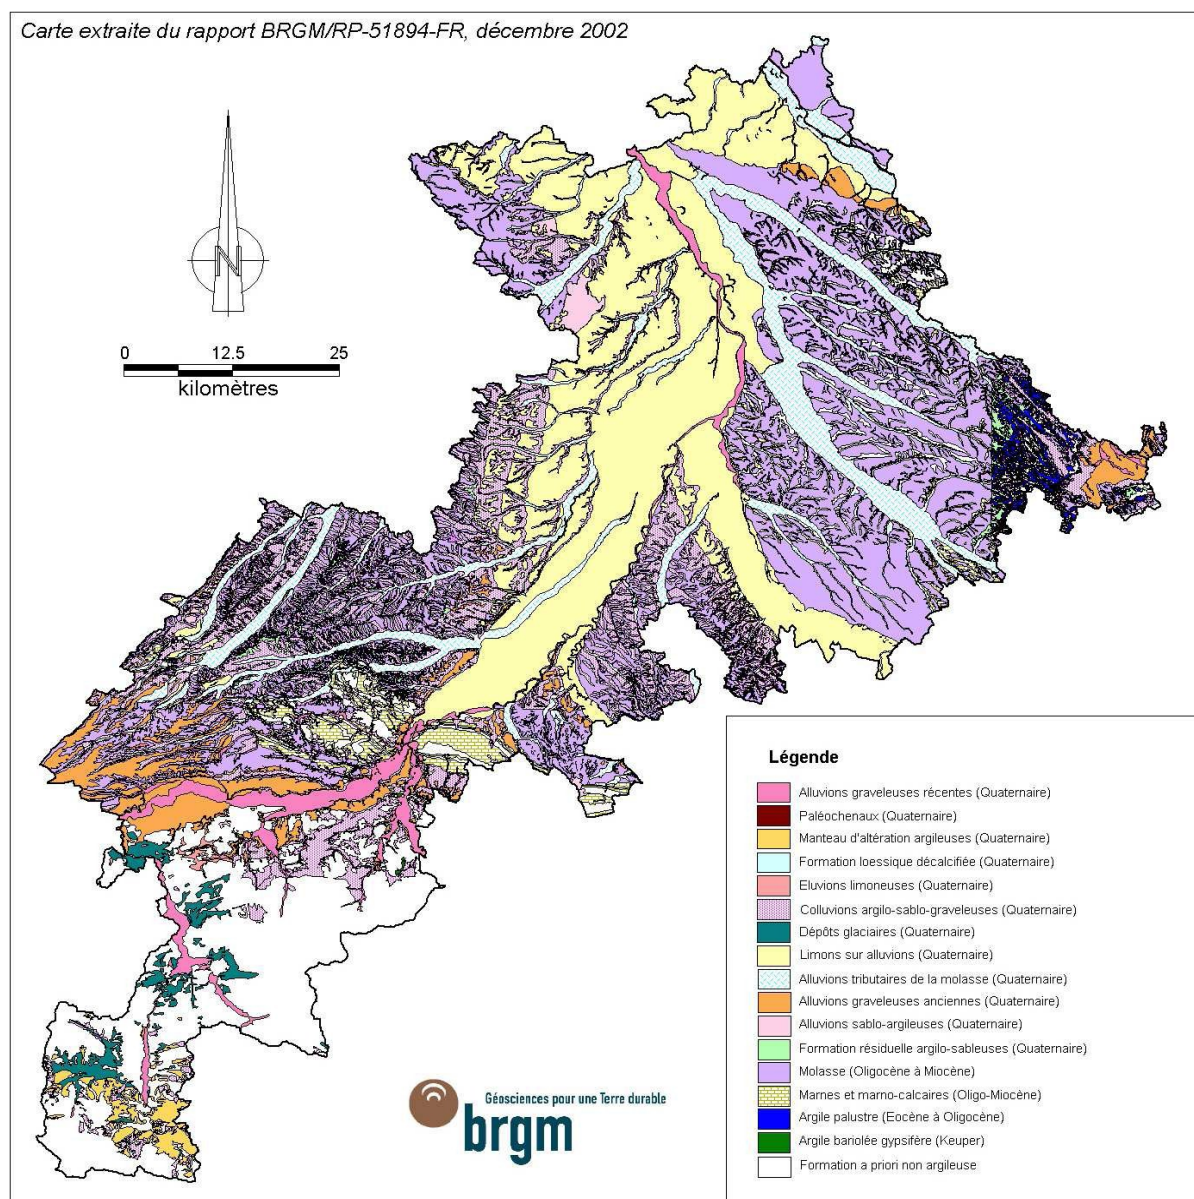 Carte extraite du rapport BRGM/RP-51894-FR, décembre 2002
N
0 12.5 25
kilomètres
Légende
Alluvions graveleuses récentes (Quaternaire)
Paléochenaux (Quaternaire)
Manteau d'altération argileuses (Quaternaire)
Formation loessique décalcifiée (Quaternaire)
Eluvions limoneuses (Quaternaire)
Colluvions argilo-sablo-graveleuses (Quaternaire)
Dépôts glaciaires (Quaternaire)
Limons sur alluvions (Quaternaire)
Alluvions tributaires de la molasse (Quaternaire)
Alluvions graveleuses anciennes (Quaternaire)
Alluvions sablo-argileuses (Quaternaire)
Formation résiduelle argilo-sableuses (Quaternaire)
Molasse (Oligocène à Miocène)
Marnes et marno-calcaires (Oligo-Miocène)
Argile palustre (Eocène à Oligocène)
Argile bariolée gypsifère (Keuper)
Formation a priori non argileuse
Géosciences pour une Terre durable
brgm